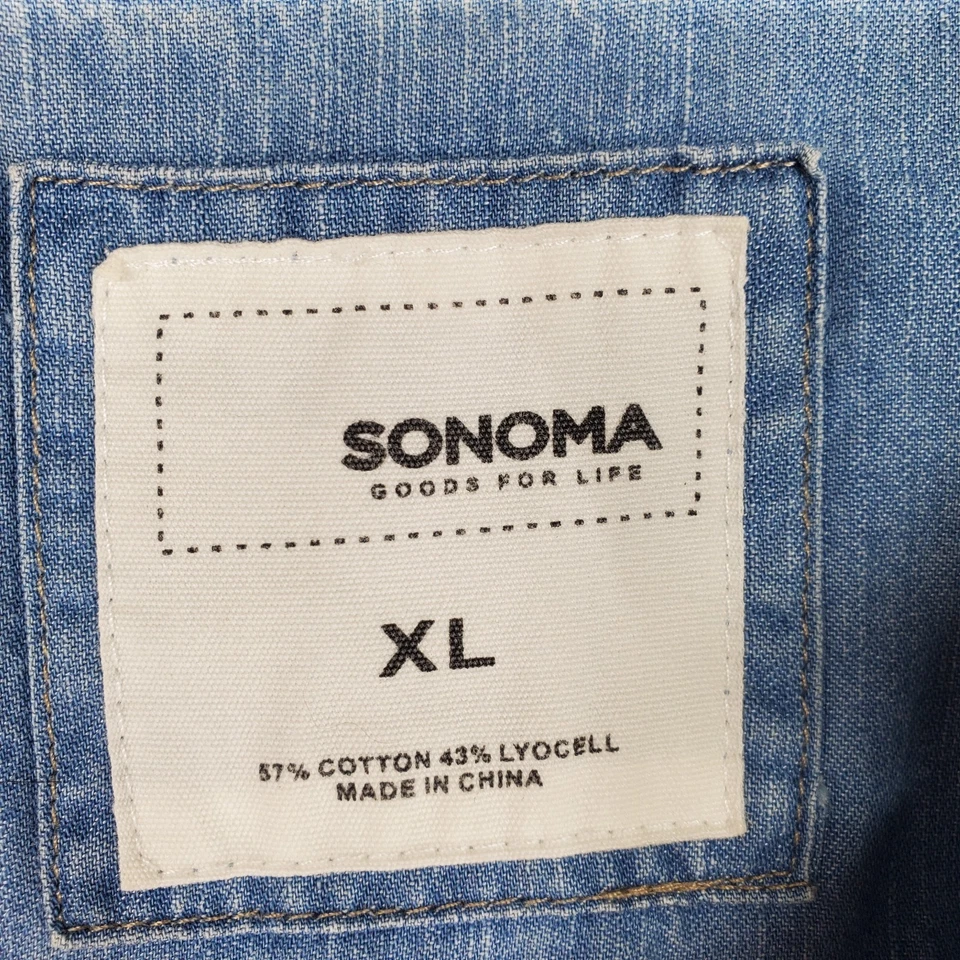 SONOMA
GOODS FOR LIFE
XL
57% COTTON 43% LYOCELL
MADE IN CHINA